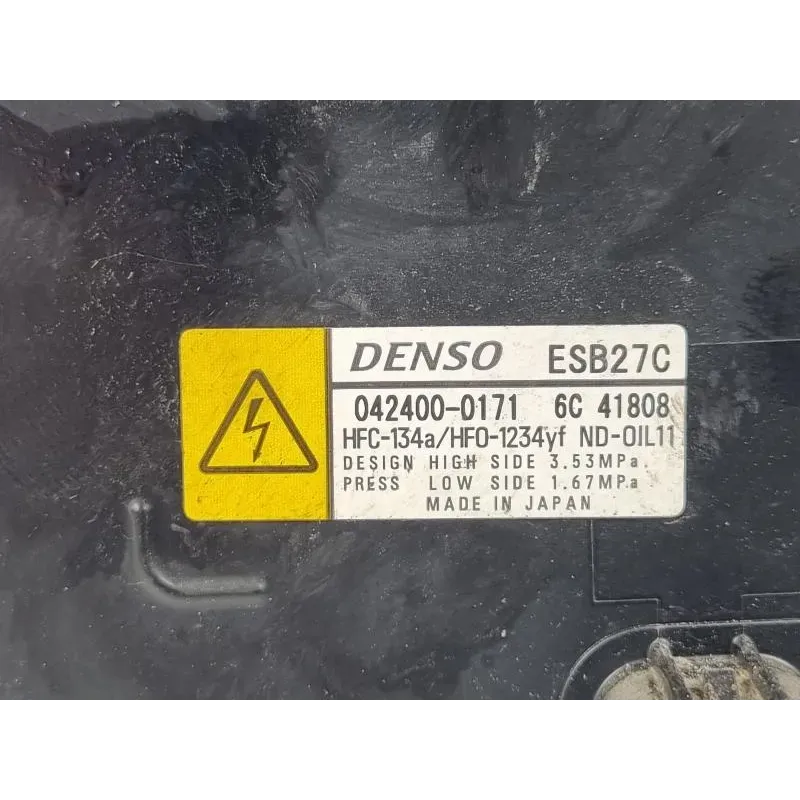 DENSO ESB27C
042400-0171 6C 41808
HFC-134a/HFO-1234yf ND-OIL11
DESIGN HIGH SIDE 3.53MPa
PRESS LOW SIDE 1.67MPa
MADE IN JAPAN